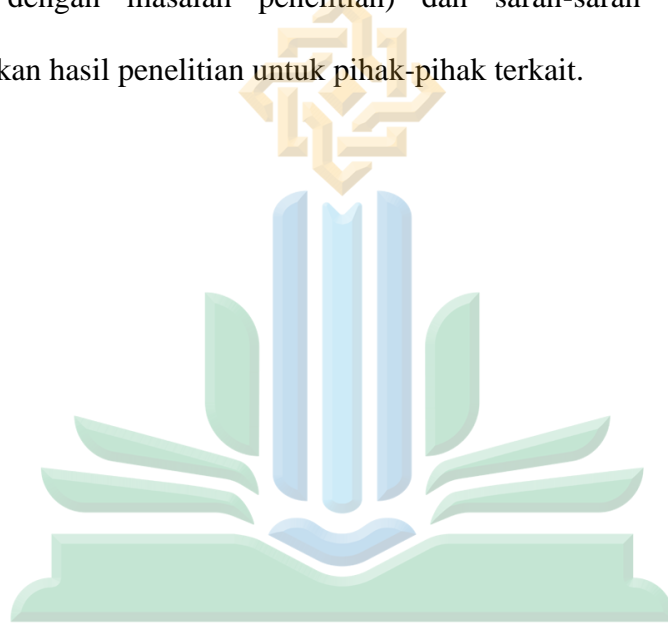 dengan masalah penelitian) dan saran-saran
kan hasil penelitian untuk pihak-pihak terkait.